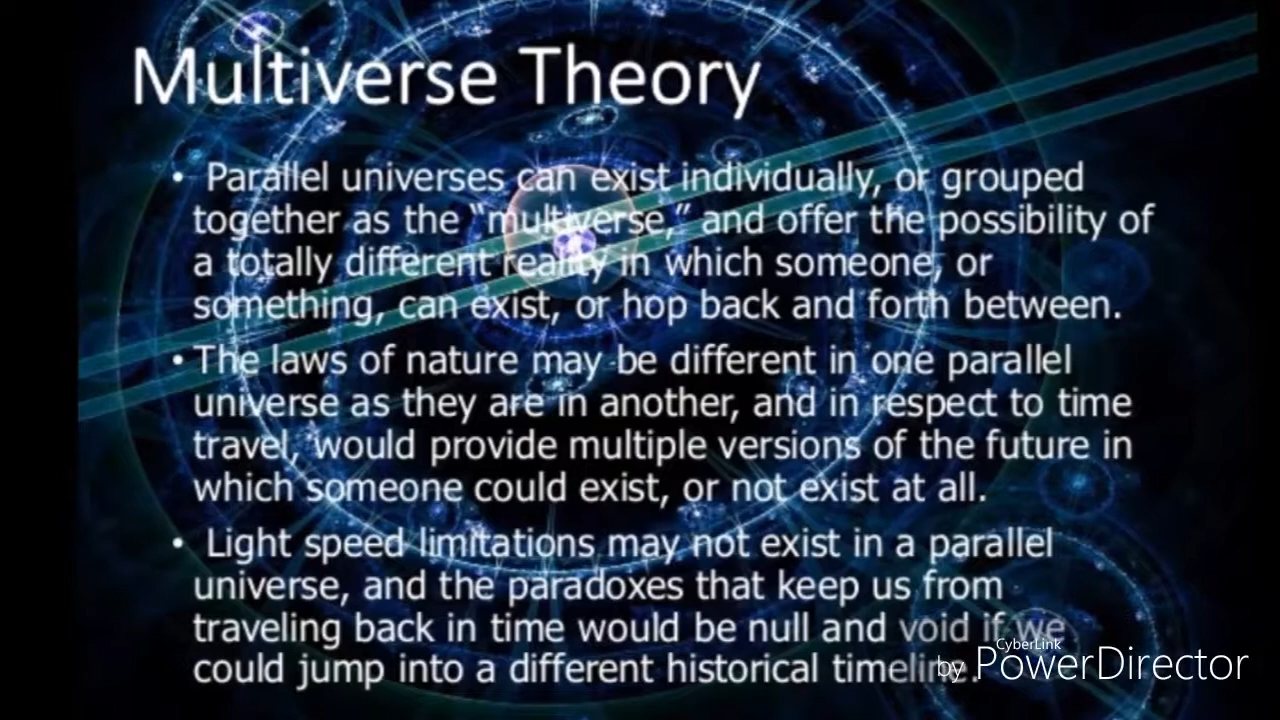 Multiverse Theory
• Parallel universes can exist individually, or grouped
together as the “multiverse,” and offer the possibility of
a totally different reality in which someone, or
something, can exist, or hop back and forth between.
• The laws of nature may be different in one parallel
universe as they are in another, and in respect to time
travel, would provide multiple versions of the future in
which someone could exist, or not exist at all.
• Light speed limitations may not exist in a parallel
universe, and the paradoxes that keep us from
traveling back in time would be null and void if we
could jump into a different historical timeline.
CyberLink
by PowerDirector